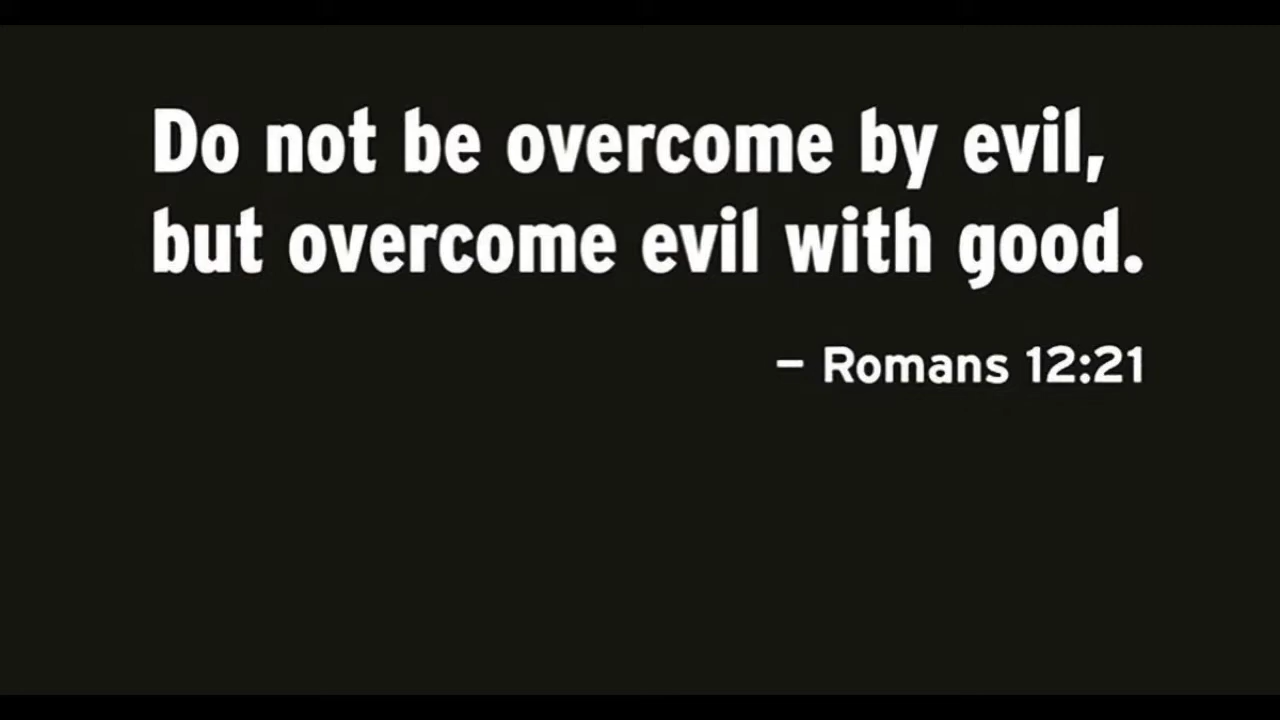 Do not be overcome by evil,
but overcome evil with good.
– Romans 12:21